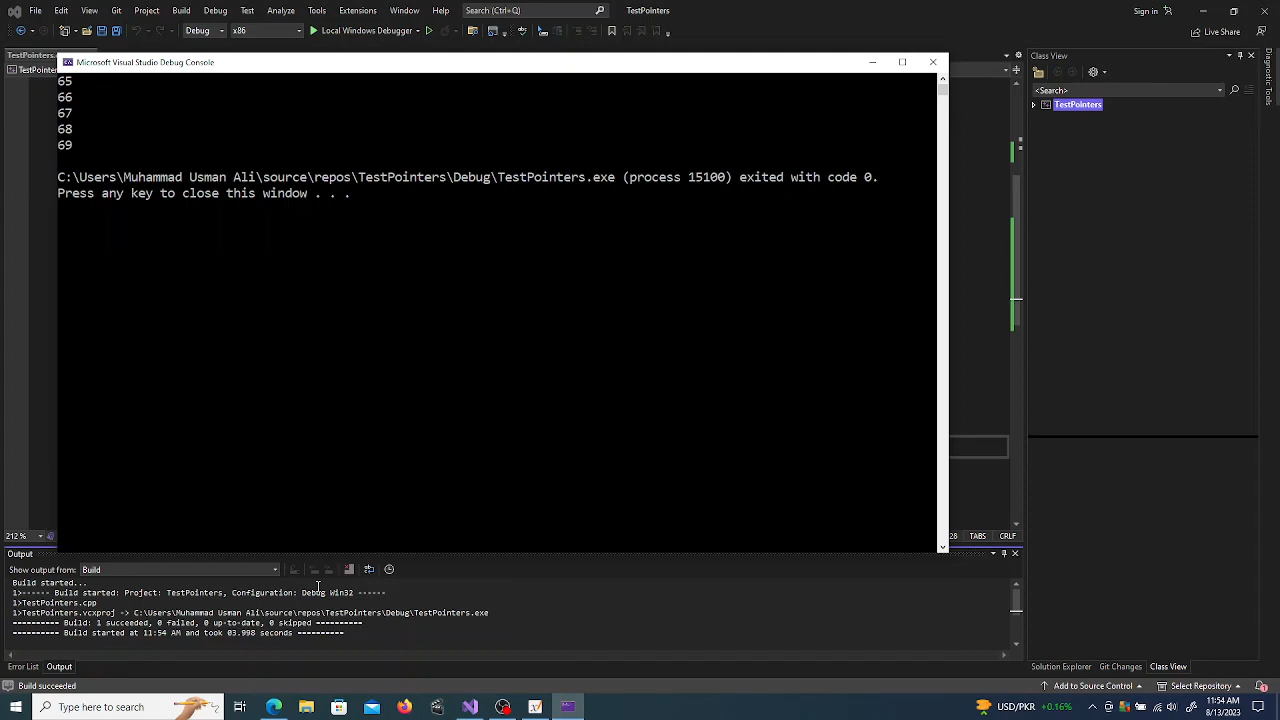 File Edit View Git Project Build Debug Test Analyze Tools Extensions Window Help Search (Ctrl+Q) TestPointers Sign in
Debug x86 Local Windows Debugger Live Share
TestPointers.
TestPointer
Microsoft Visual Studio Debug Console
65
66
67
68
69
C:\Users\Muhammad Usman Ali\source\repos\TestPointers\Debug\TestPointers.exe (process 15100) exited with code 0.
Press any key to close this window . . .
Class View
<Search>
TestPointers
Diagnostic Tools
212 % 28 TABS CRLF
Output
Show output from: Build
Build started...
1>------ Build started: Project: TestPointers, Configuration: Debug Win32 ------
1>TestPointers.cpp
1>TestPointers.vcxproj -> C:\Users\Muhammad Usman Ali\source\repos\TestPointers\Debug\TestPointers.exe
========== Build: 1 succeeded, 0 failed, 0 up-to-date, 0 skipped ==========
========== Build started at 11:54 AM and took 03.998 seconds ==========
Error List Output
Solution Explorer Git Changes Class View
Build succeeded Add to Source Control Select Repository
Type here to search USD/PKR +0.16% 11:54 AM
8/13/2023